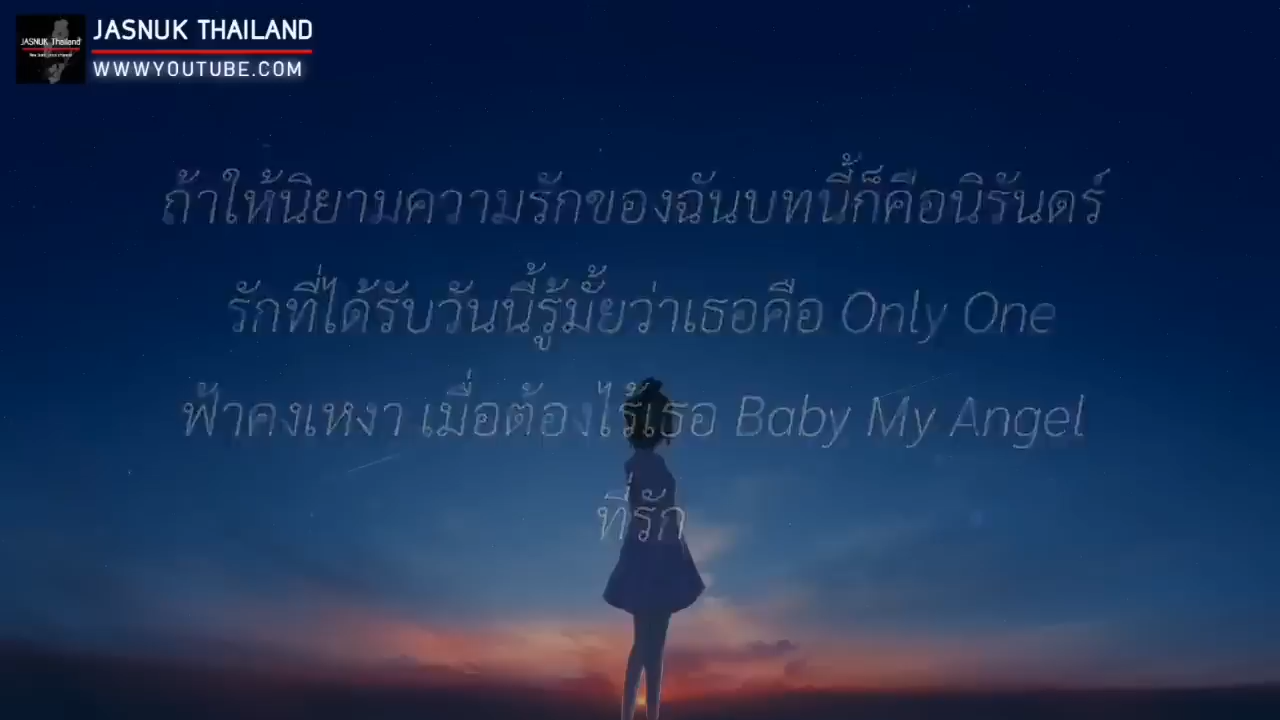 JASNUK THAILAND
WWWYOUTUBE.COM
JASNUK Thailand
ถ้าให้นิยามความรักของฉันบทนี้ก็คือนิรันดร์
รักที่ได้รับวันนี้รู้มั้ยว่าเธอคือ Only One
ฟ้าคงเหงา เมื่อต้องไร้เธอ Baby My Angel
ที่รัก